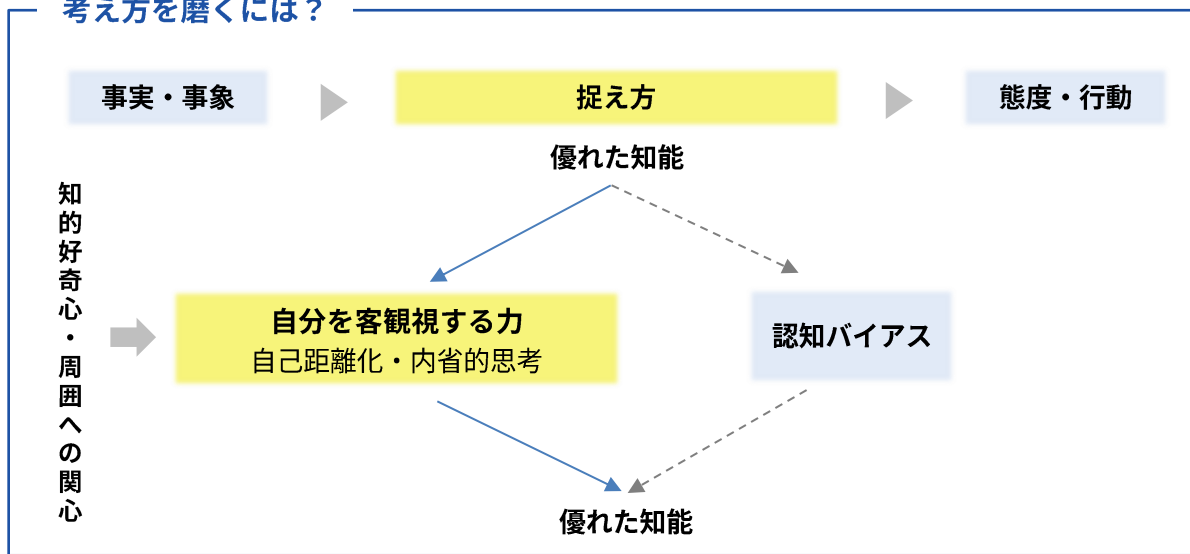 考え方を磨くには？
事実・事象
捉え方
態度・行動
優れた知能
知的好奇心・周囲への関心
自分を客観視する力
自己距離化・内省的思考
認知バイアス
優れた知能